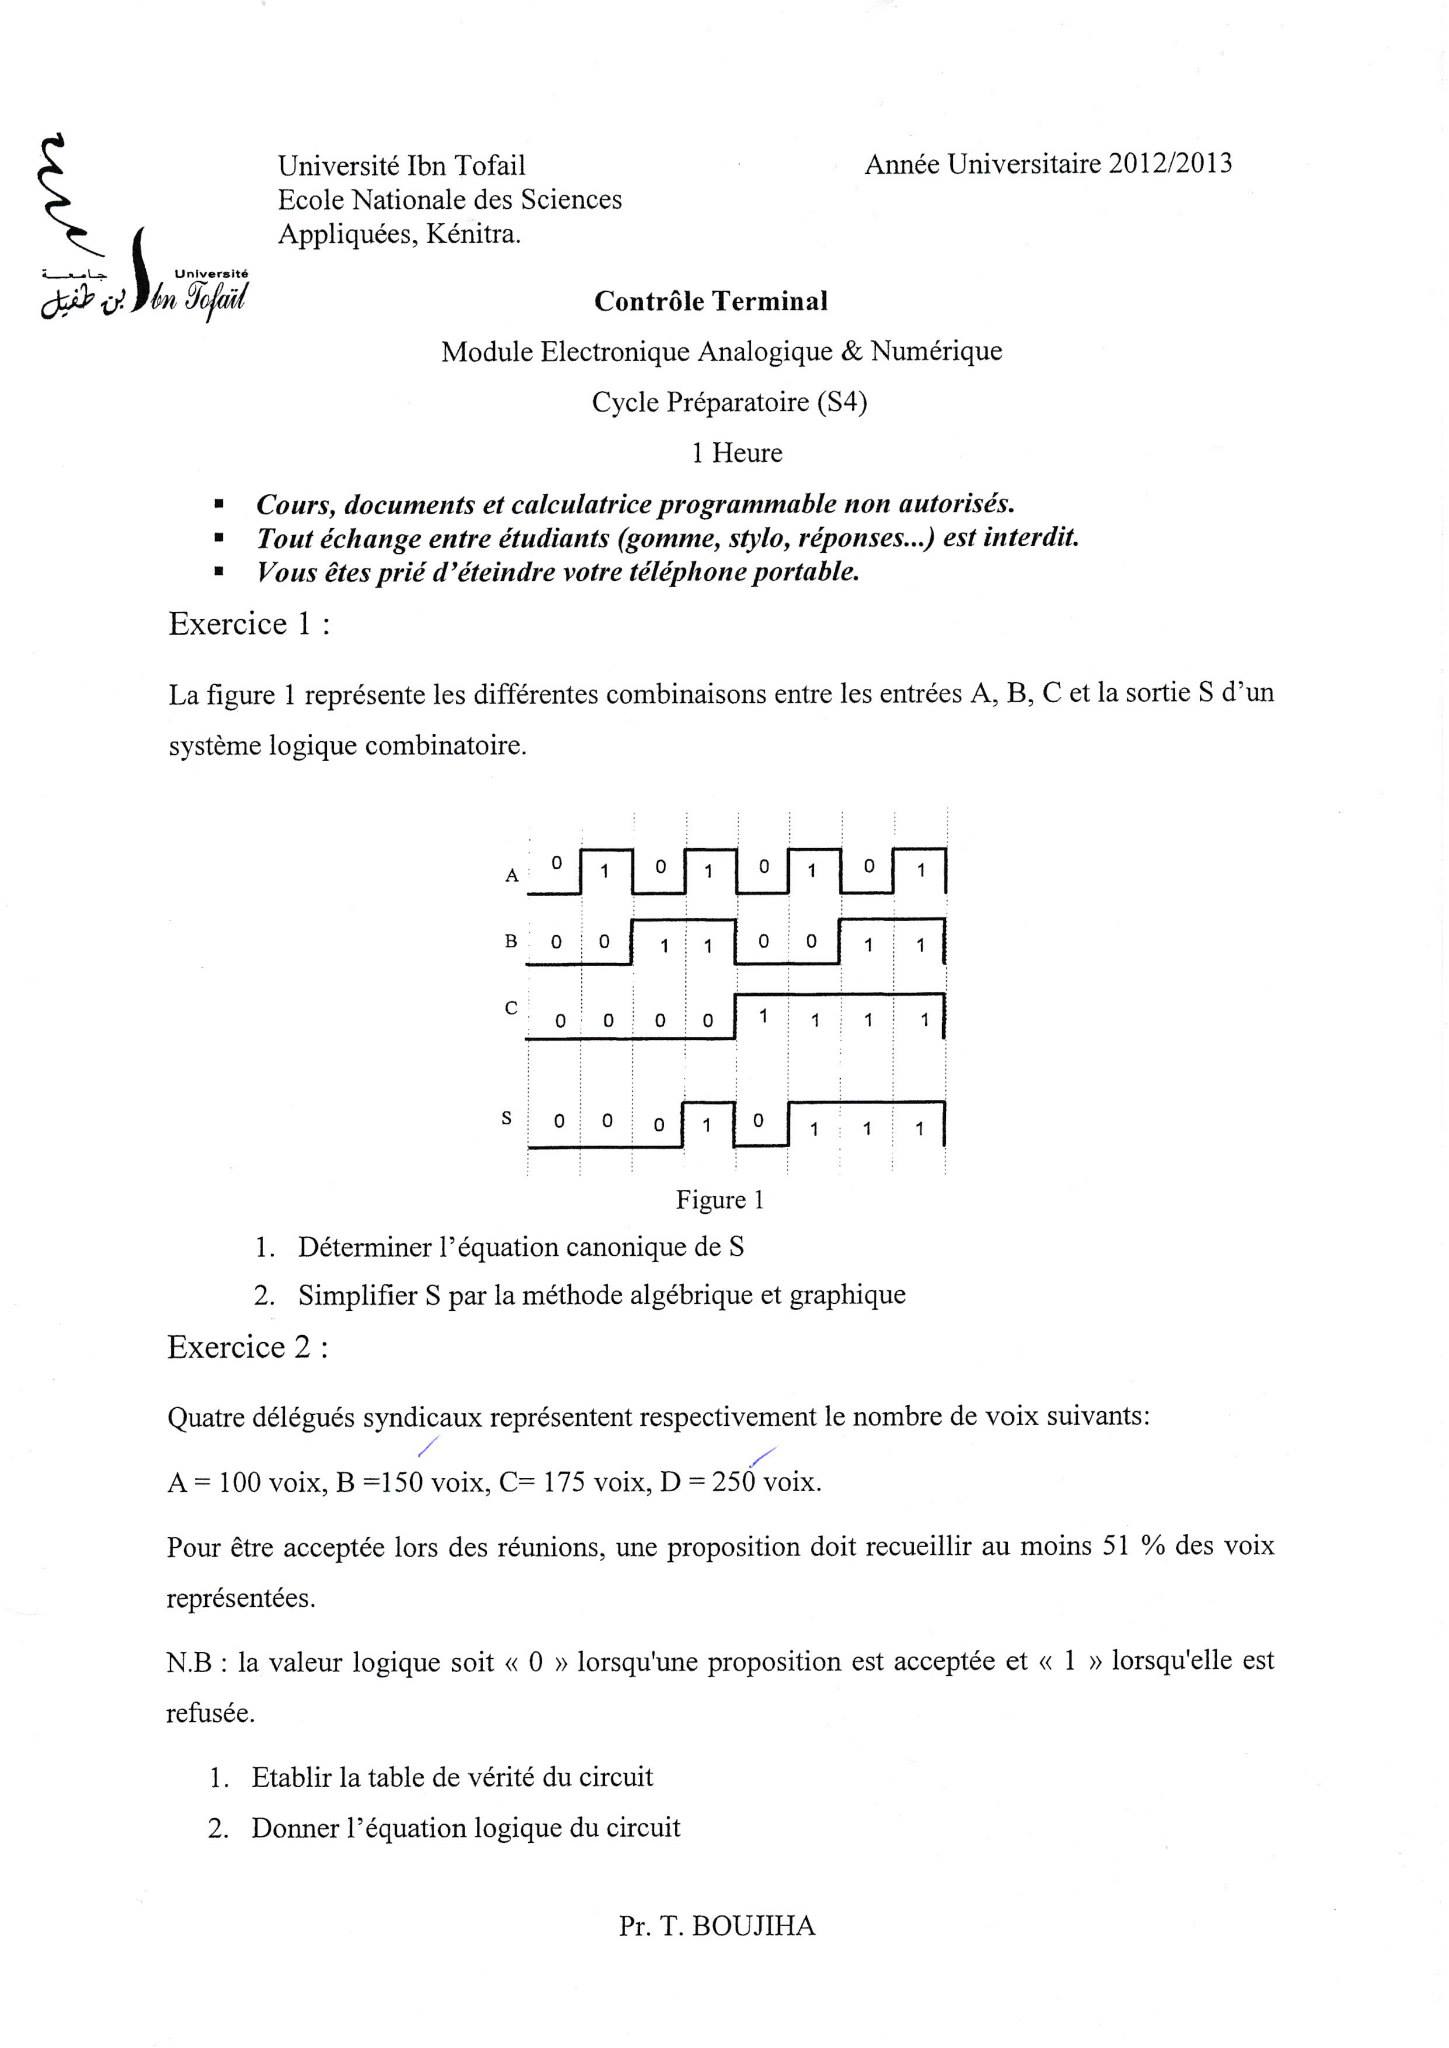 Université Ibn Tofail
Ecole Nationale des Sciences
Appliquées, Kénitra.
Année Universitaire 2012/2013
جامعة
ابن طفيل
Université
Ibn Tofaïl
Contrôle Terminal
Module Electronique Analogique & Numérique
Cycle Préparatoire (S4)
1 Heure
▪ Cours, documents et calculatrice programmable non autorisés.
▪ Tout échange entre étudiants (gomme, stylo, réponses...) est interdit.
▪ Vous êtes prié d'éteindre votre téléphone portable.
Exercice 1 :
La figure 1 représente les différentes combinaisons entre les entrées A, B, C et la sortie S d'un
système logique combinatoire.
A 0 1 0 1 0 1 0 1
B 0 0 1 1 0 0 1 1
C 0 0 0 0 1 1 1 1
S 0 0 0 1 0 1 1 1
Figure 1
1. Déterminer l'équation canonique de S
2. Simplifier S par la méthode algébrique et graphique
Exercice 2 :
Quatre délégués syndicaux représentent respectivement le nombre de voix suivants:
A = 100 voix, B =150 voix, C= 175 voix, D = 250 voix.
Pour être acceptée lors des réunions, une proposition doit recueillir au moins 51 % des voix
représentées.
N.B : la valeur logique soit « 0 » lorsqu'une proposition est acceptée et « 1 » lorsqu'elle est
refusée.
1. Etablir la table de vérité du circuit
2. Donner l'équation logique du circuit
Pr. T. BOUJIHA